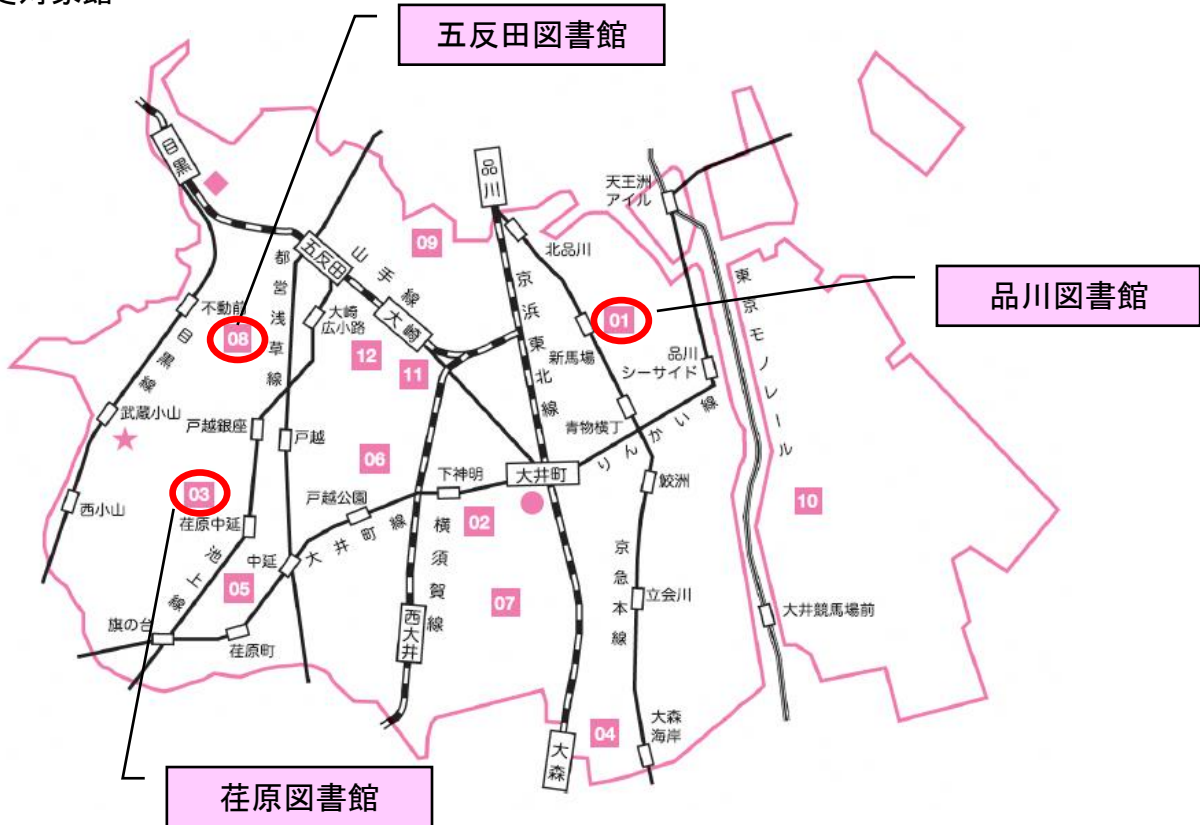 対象館
五反田図書館
目黒
品川
天王洲
アイル
北品川
09
五反田
山手線
都営浅草線
京浜東北線
東京モノレール
品川図書館
不動前
08
目黒線
大崎
広小路
大崎
12
11
01
新馬場
品川
シーサイド
武蔵小山
戸越銀座
戸越
青物横丁
りんかい線
06
下神明
大井町
鮫洲
03
西小山
荏原中延
戸越公園
02
10
池上線
中延
大井町線
横須賀線
京急本線
05
07
立会川
大井競馬場前
旗の台
荏原町
西大井
04
大森
海岸
大森
荏原図書館